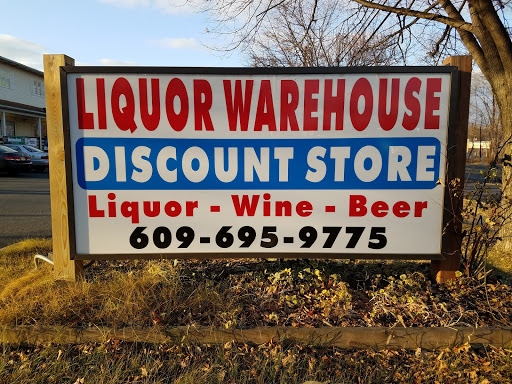 LIQUOR WAREHOUSE
DISCOUNT STORE
Liquor - Wine - Beer
609-695-9775